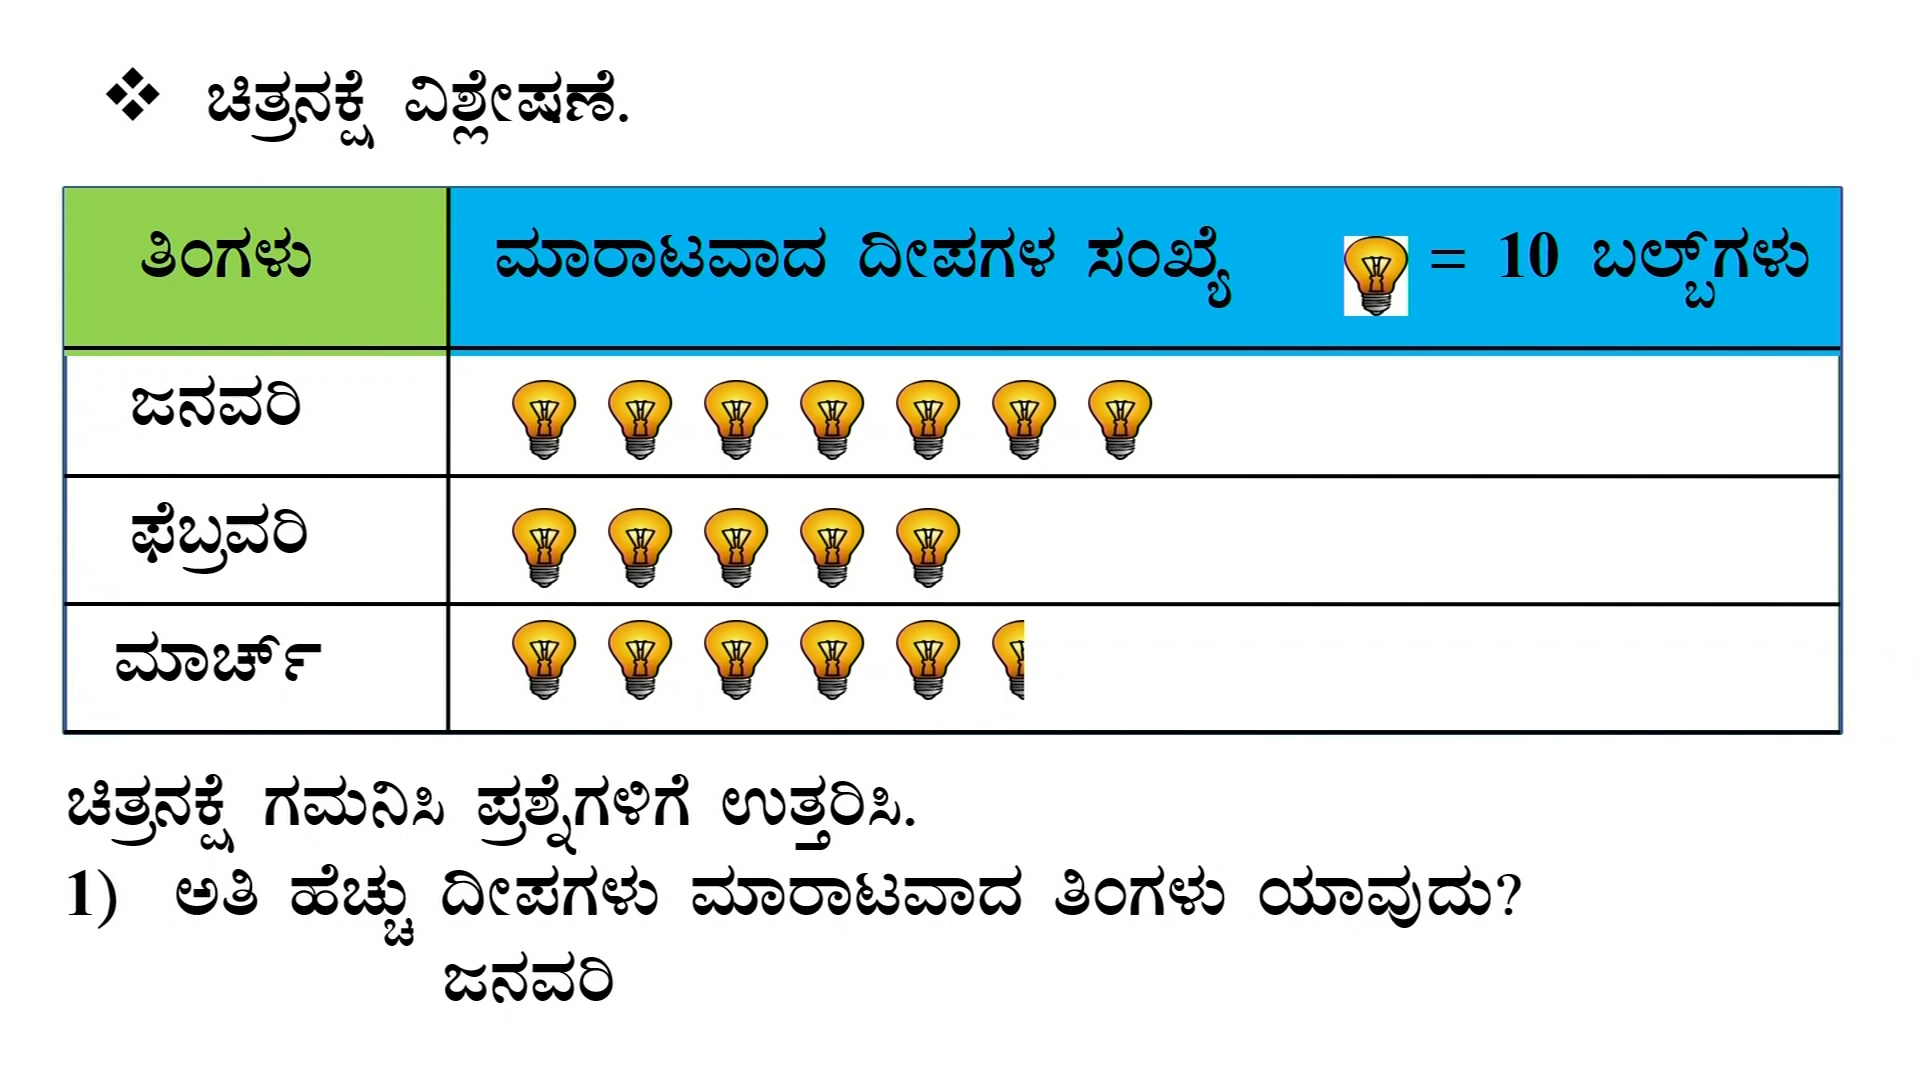 ❖ ಚಿತ್ರನಕ್ಷೆ ವಿಶ್ಲೇಷಣೆ.
ತಿಂಗಳು ಮಾರಾಟವಾದ ದೀಪಗಳ ಸಂಖ್ಯೆ = 10 ಬಲ್ಬ್‌ಗಳು
ಜನವರಿ
ಫೆಬ್ರವರಿ
ಮಾರ್ಚ್
ಚಿತ್ರನಕ್ಷೆ ಗಮನಿಸಿ ಪ್ರಶ್ನೆಗಳಿಗೆ ಉತ್ತರಿಸಿ.
1) ಅತಿ ಹೆಚ್ಚು ದೀಪಗಳು ಮಾರಾಟವಾದ ತಿಂಗಳು ಯಾವುದು?
ಜನವರಿ